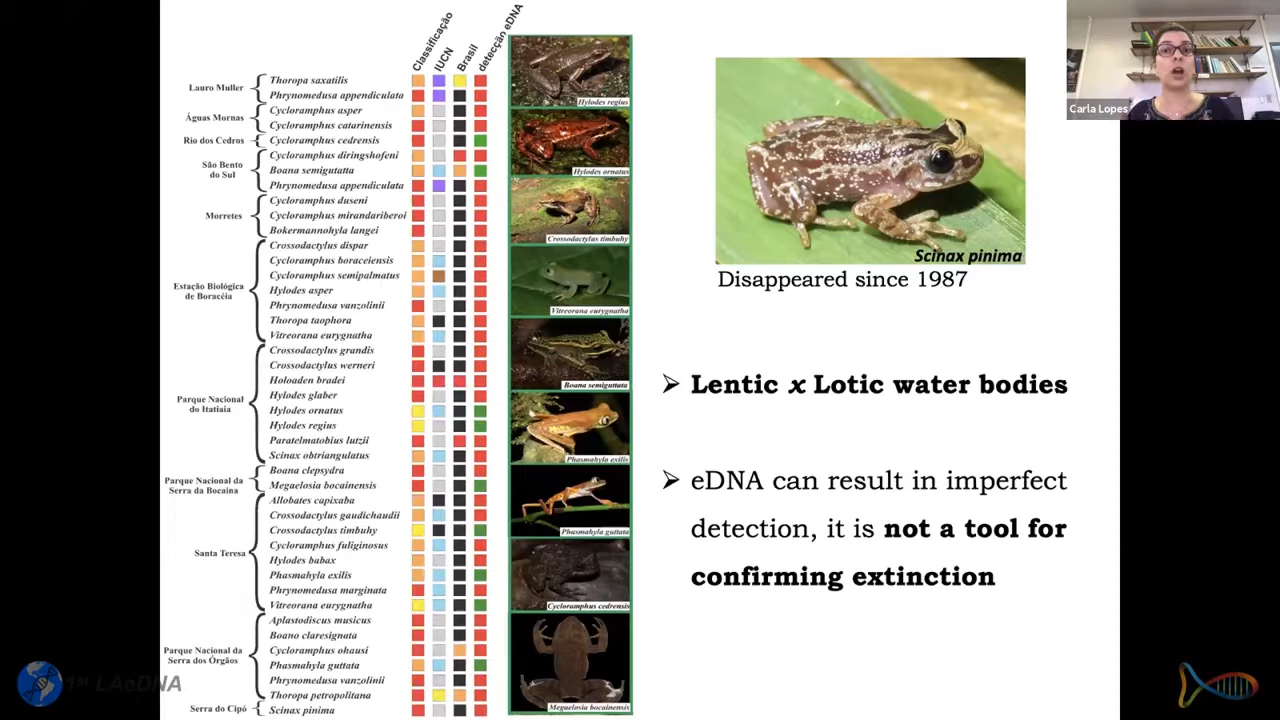 Classificação
IUCN
Brasil
detecção eDNA
Lauro Muller
Thoropa saxatilis
Phrynomedusa appendiculata
Águas Mornas
Cycloramphus asper
Cycloramphus catarinensis
Rio dos Cedros
Cycloramphus cedrensis
São Bento
do Sul
Cycloramphus diringshofeni
Boana semigutatta
Phrynomedusa appendiculata
Morretes
Cycloramphus duseni
Cycloramphus mirandariberoi
Bokermannohyla langei
Estação Biológica
de Boracéia
Crossodactylus dispar
Cycloramphus boraceiensis
Cycloramphus semipalmatus
Hylodes asper
Phrynomedusa vanzolinii
Thoropa taophora
Vitreorana eurygnatha
Parque Nacional
do Itatiaia
Crossodactylus grandis
Crossodactylus werneri
Holoaden bradei
Hylodes glaber
Hylodes ornatus
Hylodes regius
Paratelmatobius lutzii
Scinax obtriangulatus
Parque Nacional da
Serra da Bocaina
Boana clepsydra
Megaelosia bocainensis
Santa Teresa
Allobates capixaba
Crossodactylus gaudichaudii
Crossodactylus timbuhy
Cycloramphus fuliginosus
Hylodes babax
Phasmahyla exilis
Phrynomedusa marginata
Vitreorana eurygnatha
Parque Nacional da
Serra dos Órgãos
Aplastodiscus musicus
Boano claresignata
Cycloramphus ohausi
Phasmahyla guttata
Phrynomedusa vanzolinii
Thoropa petropolitana
Serra do Cipó
Scinax pinima
Hylodes regius
Hylodes ornatus
Crossodactylus timbuhy
Vitreorana eurygnatha
Boana semiguttata
Phasmahyla exilis
Phasmahyla guttata
Cycloramphus cedrensis
Megaelosia bocainensis
Scinax pinima
Disappeared since 1987
➢ Lentic x Lotic water bodies
➢ eDNA can result in imperfect
detection, it is not a tool for
confirming extinction
Carla Lopes
1st LAeDNA